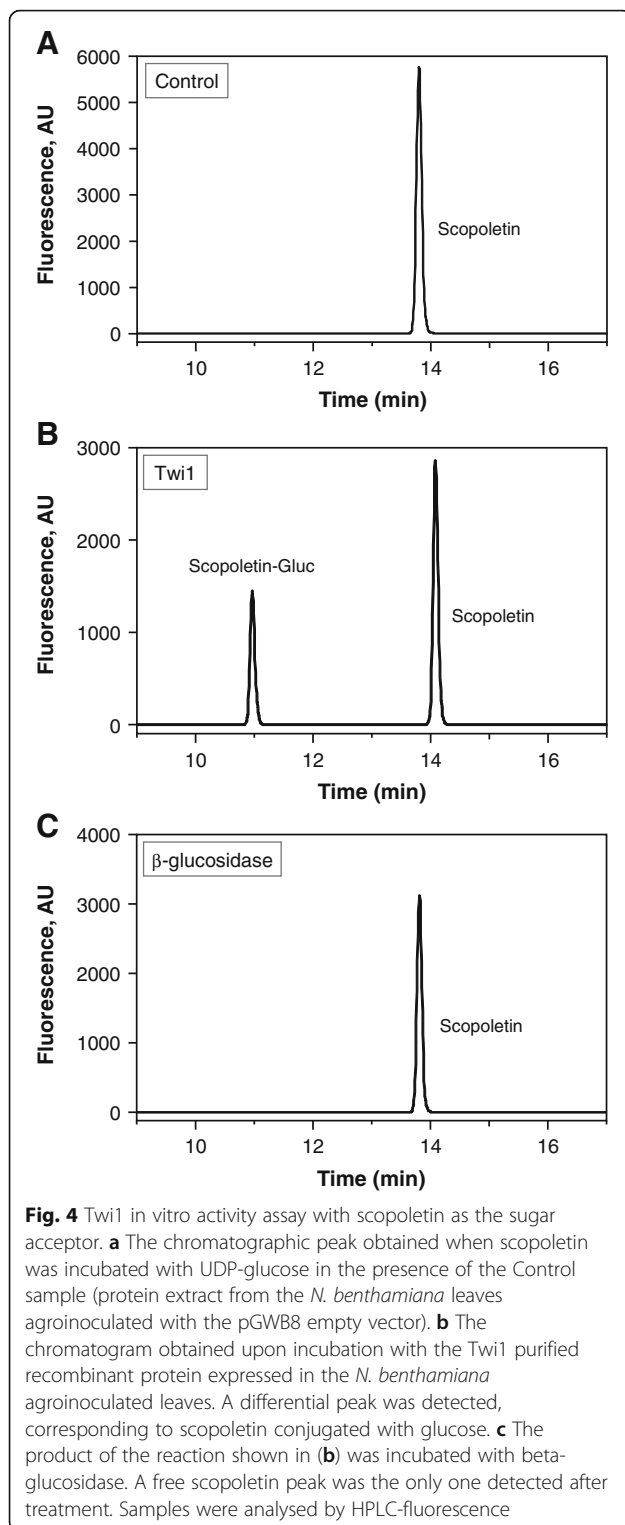 A
6000
5000
4000
3000
2000
1000
0
Fluorescence, AU
Control
Scopoletin
10 12 14 16
Time (min)
B
3000
2000
1000
0
Fluorescence, AU
Twi1
Scopoletin-Gluc
Scopoletin
10 12 14 16
Time (min)
C
4000
3000
2000
1000
0
Fluorescence, AU
β-glucosidase
Scopoletin
10 12 14 16
Time (min)
Fig. 4 Twi1 in vitro activity assay with scopoletin as the sugar
acceptor. a The chromatographic peak obtained when scopoletin
was incubated with UDP-glucose in the presence of the Control
sample (protein extract from the N. benthamiana leaves
agroinoculated with the pGWB8 empty vector). b The
chromatogram obtained upon incubation with the Twi1 purified
recombinant protein expressed in the N. benthamiana
agroinoculated leaves. A differential peak was detected,
corresponding to scopoletin conjugated with glucose. c The
product of the reaction shown in (b) was incubated with beta-
glucosidase. A free scopoletin peak was the only one detected after
treatment. Samples were analysed by HPLC-fluorescence